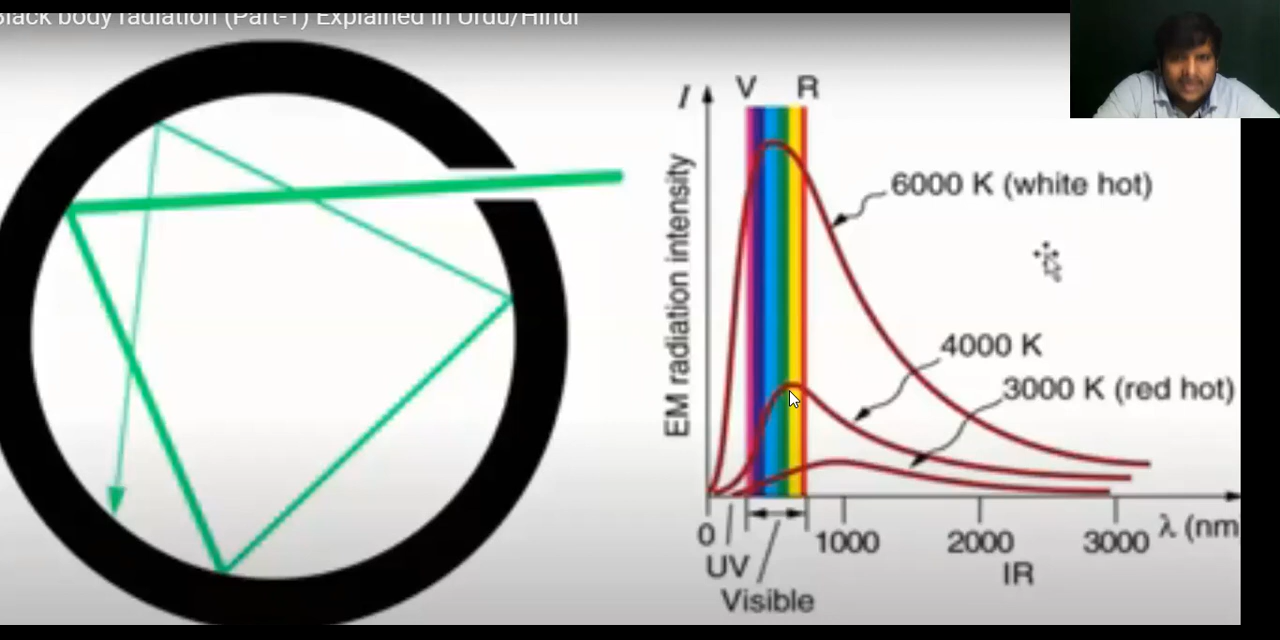 Black body radiation (Part-1) Explained in Urdu/Hindi
I
V R
6000 K (white hot)
EM radiation intensity
4000 K
3000 K (red hot)
0 1000 2000 3000 λ (nm
UV IR
Visible